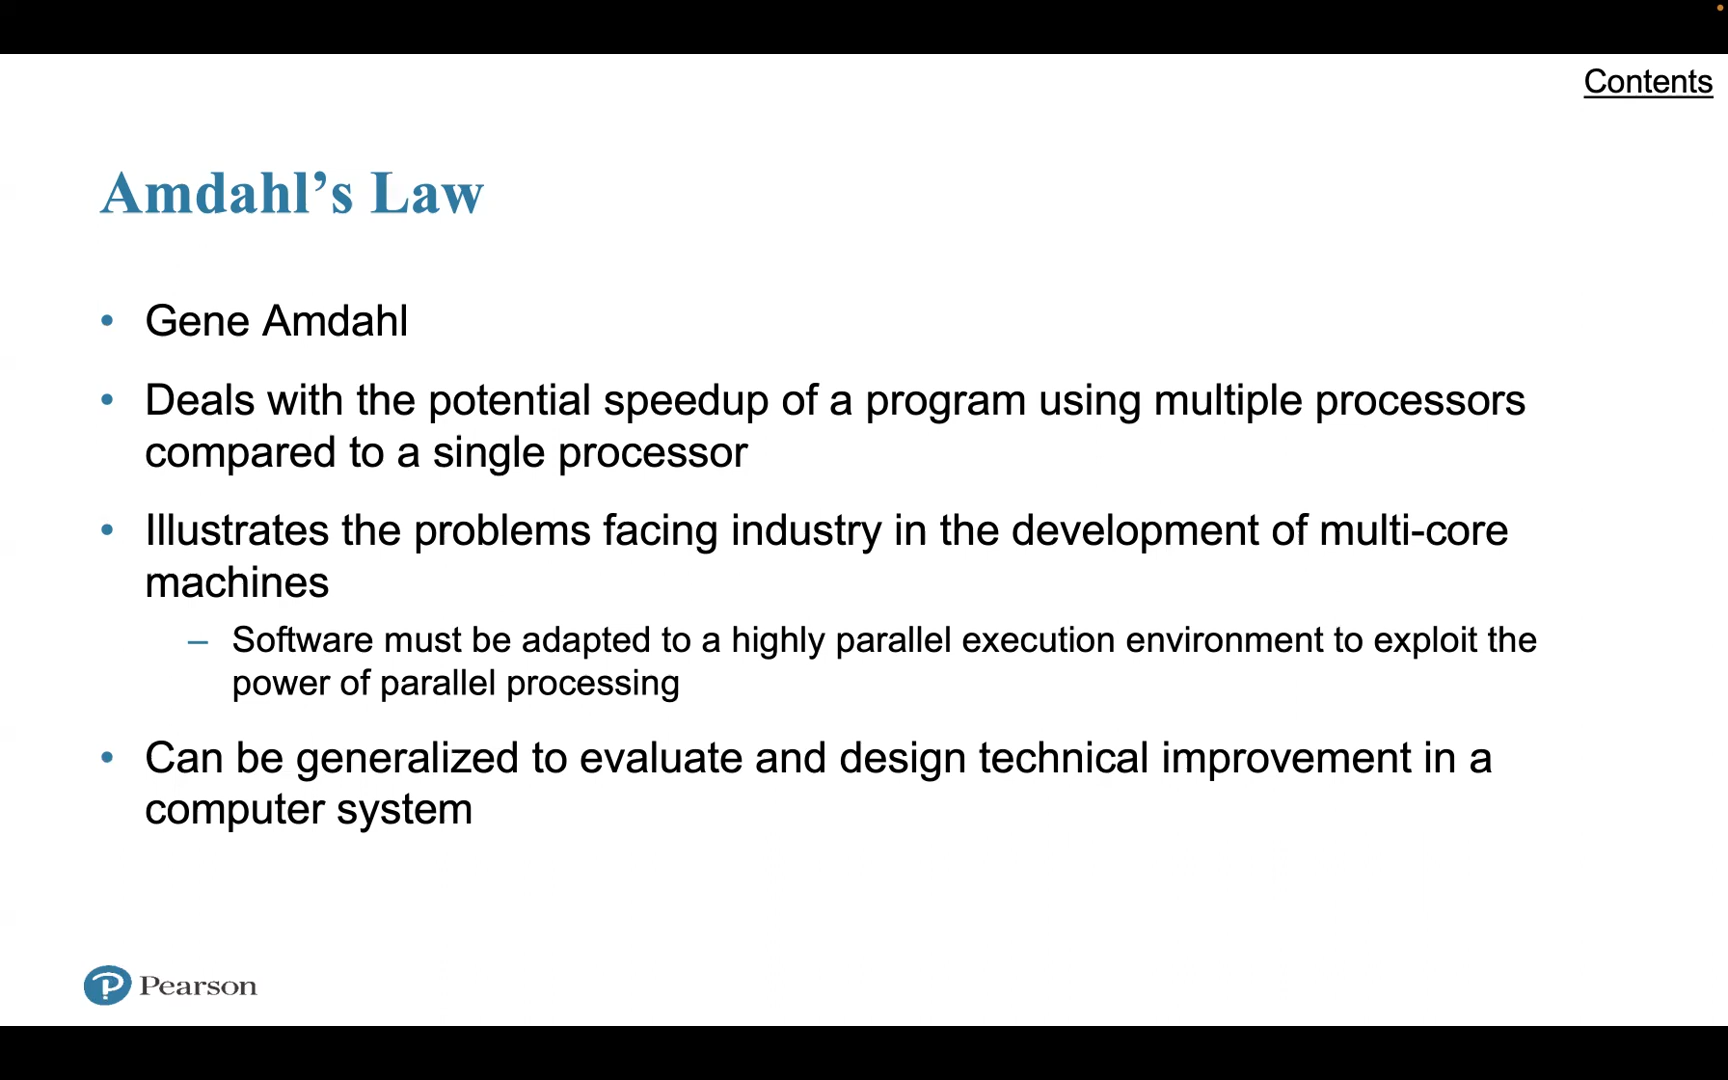 Contents
Amdahl’s Law
• Gene Amdahl
• Deals with the potential speedup of a program using multiple processors
compared to a single processor
• Illustrates the problems facing industry in the development of multi-core
machines
– Software must be adapted to a highly parallel execution environment to exploit the
power of parallel processing
• Can be generalized to evaluate and design technical improvement in a
computer system
P Pearson